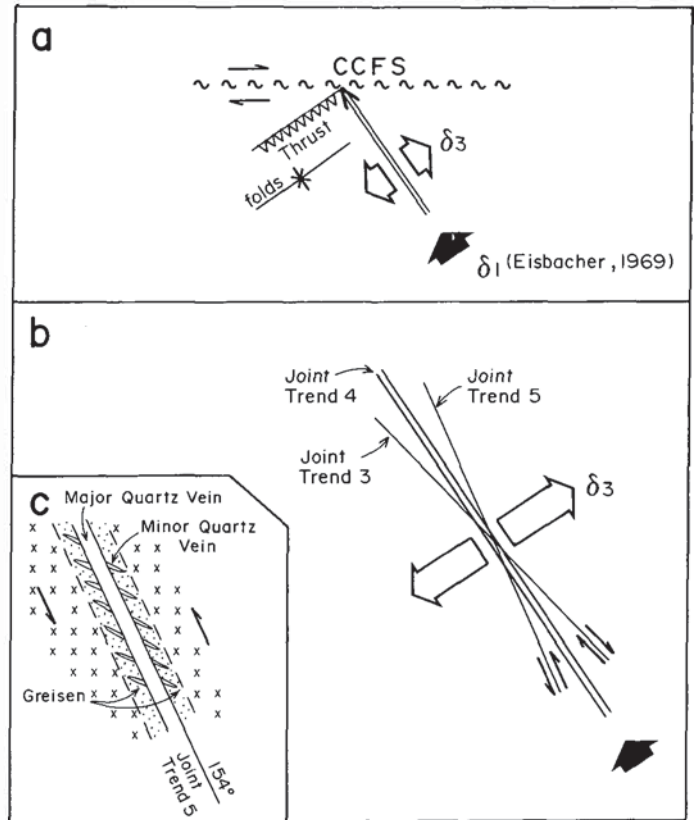 a
CCFS
Thrust
folds
δ3
δ1 (Eisbacher, 1969)
b
Joint
Trend 4
Joint
Trend 5
Joint
Trend 3
δ3
c
Major Quartz Vein
Minor Quartz
Vein
Greisen
Joint
Trend 5
154°